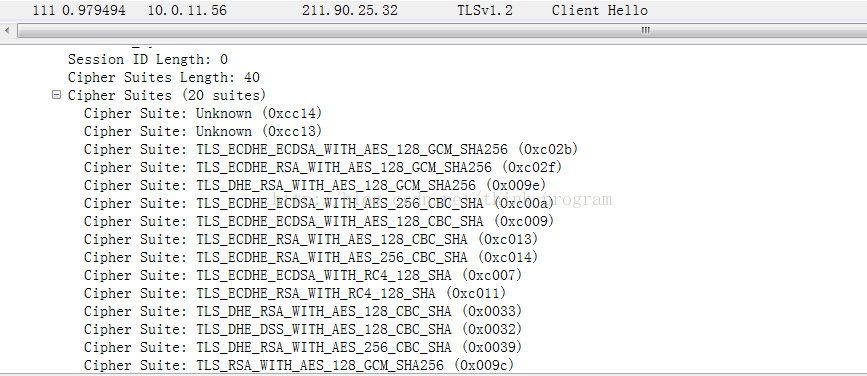 111 0.979494 10.0.11.56 211.90.25.32 TLSv1.2 Client Hello
Session ID Length: 0
Cipher Suites Length: 40
Cipher Suites (20 suites)
Cipher Suite: Unknown (0xcc14)
Cipher Suite: Unknown (0xcc13)
Cipher Suite: TLS_ECDHE_ECDSA_WITH_AES_128_GCM_SHA256 (0xc02b)
Cipher Suite: TLS_ECDHE_RSA_WITH_AES_128_GCM_SHA256 (0xc02f)
Cipher Suite: TLS_DHE_RSA_WITH_AES_128_GCM_SHA256 (0x009e)
Cipher Suite: TLS_ECDHE_ECDSA_WITH_AES_256_CBC_SHA (0xc00a)
Cipher Suite: TLS_ECDHE_ECDSA_WITH_AES_128_CBC_SHA (0xc009)
Cipher Suite: TLS_ECDHE_RSA_WITH_AES_128_CBC_SHA (0xc013)
Cipher Suite: TLS_ECDHE_RSA_WITH_AES_256_CBC_SHA (0xc014)
Cipher Suite: TLS_ECDHE_ECDSA_WITH_RC4_128_SHA (0xc007)
Cipher Suite: TLS_ECDHE_RSA_WITH_RC4_128_SHA (0xc011)
Cipher Suite: TLS_DHE_RSA_WITH_AES_128_CBC_SHA (0x0033)
Cipher Suite: TLS_DHE_DSS_WITH_AES_128_CBC_SHA (0x0032)
Cipher Suite: TLS_DHE_RSA_WITH_AES_256_CBC_SHA (0x0039)
Cipher Suite: TLS_RSA_WITH_AES_128_GCM_SHA256 (0x009c)